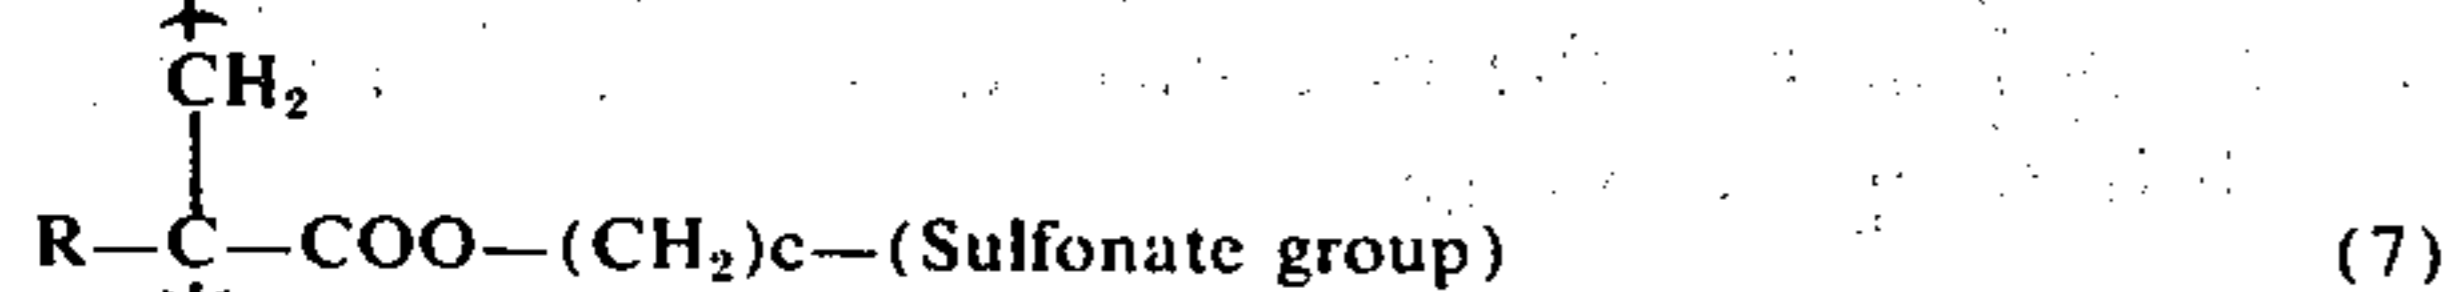 CH₂
R—C—COO—(CH₂)c—(Sulfonate group) (7)